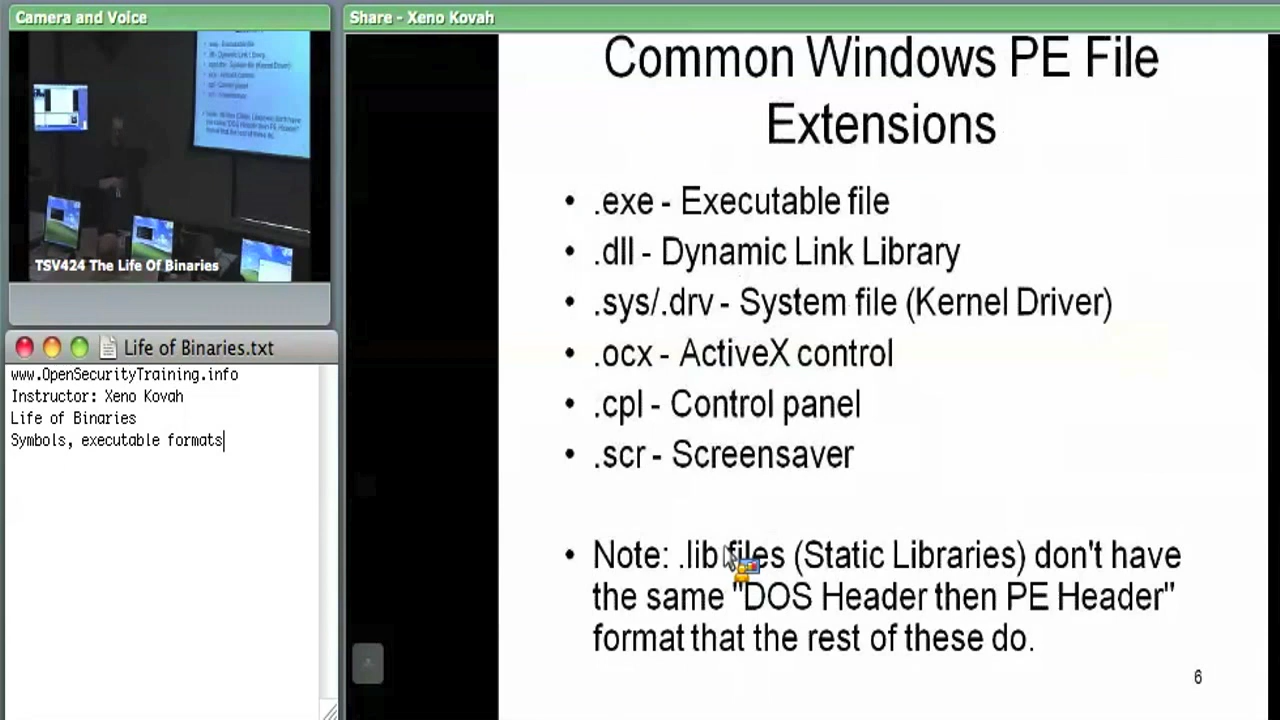 Camera and Voice
TSV424 The Life Of Binaries
Life of Binaries.txt
www.OpenSecurityTraining.info
Instructor: Xeno Kovah
Life of Binaries
Symbols, executable formats
Share - Xeno Kovah
Common Windows PE File
Extensions
• .exe - Executable file
• .dll - Dynamic Link Library
• .sys/.drv - System file (Kernel Driver)
• .ocx - ActiveX control
• .cpl - Control panel
• .scr - Screensaver
• Note: .lib files (Static Libraries) don't have
the same "DOS Header then PE Header"
format that the rest of these do.
6